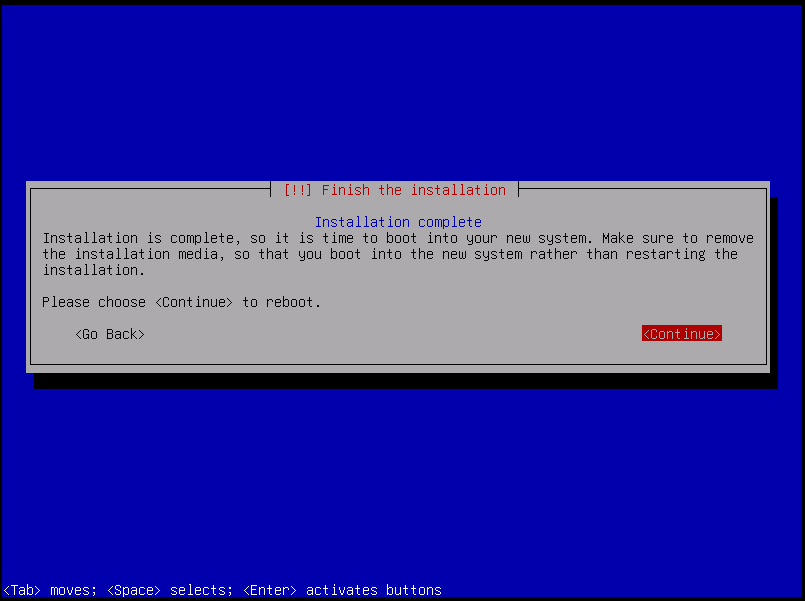 [!!] Finish the installation
Installation complete
Installation is complete, so it is time to boot into your new system. Make sure to remove
the installation media, so that you boot into the new system rather than restarting the
installation.
Please choose <Continue> to reboot.
<Go Back> <Continue>
<Tab> moves; <Space> selects; <Enter> activates buttons